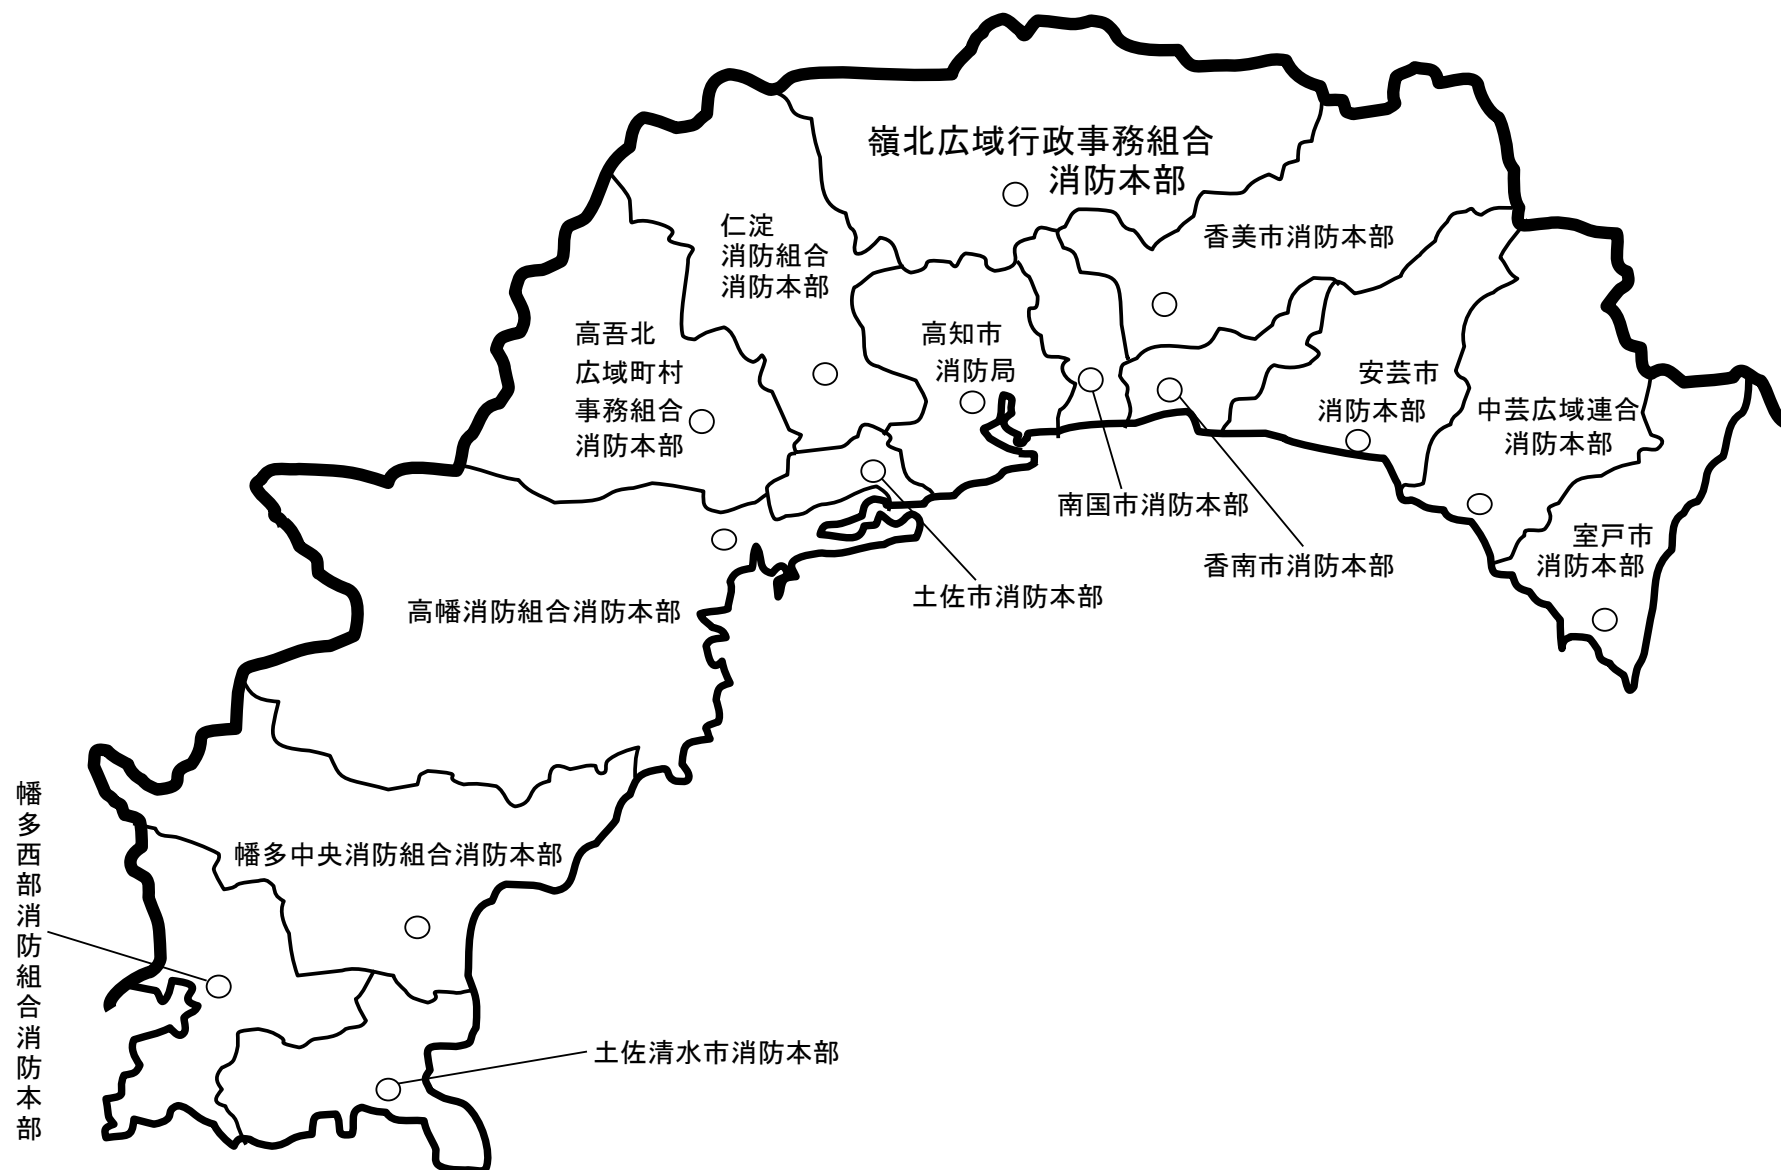 嶺北広域行政事務組合
消防本部
仁淀
消防組合
消防本部
香美市消防本部
高吾北
広域町村
事務組合
消防本部
高知市
消防局
安芸市
消防本部
中芸広域連合
消防本部
南国市消防本部
香南市消防本部
室戸市
消防本部
土佐市消防本部
高幡消防組合消防本部
幡多中央消防組合消防本部
幡多西部消防組合消防本部
土佐清水市消防本部